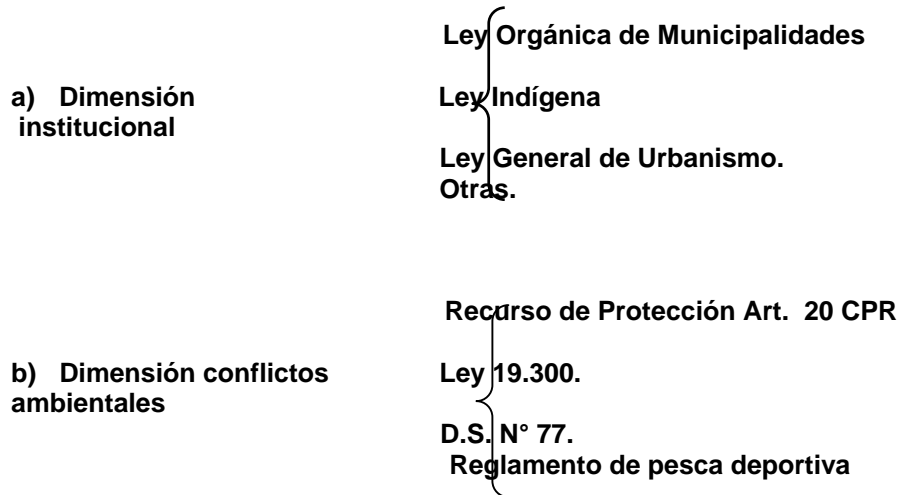 Ley Orgánica de Municipalidades
a) Dimensión institucional
Ley Indígena
Ley General de Urbanismo.
Otras.
Recurso de Protección Art. 20 CPR
b) Dimensión conflictos ambientales
Ley 19.300.
D.S. N° 77.
Reglamento de pesca deportiva